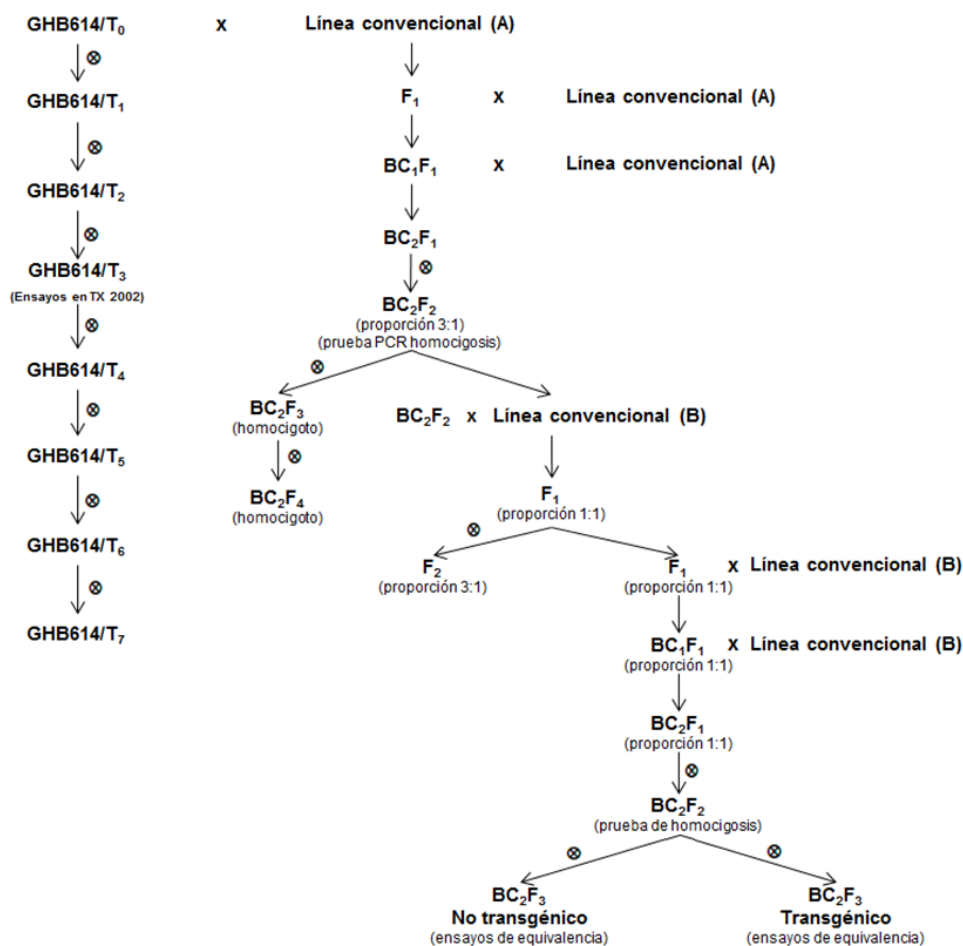 GHB614/T₀ x Línea convencional (A)
GHB614/T₁ F₁ x Línea convencional (A)
BC₁F₁ x Línea convencional (A)
GHB614/T₂
BC₂F₁
GHB614/T₃
(Ensayos en TX 2002)
BC₂F₂
(proporción 3:1)
(prueba PCR homocigosis)
GHB614/T₄
BC₂F₃
(homocigoto)
BC₂F₂ x Línea convencional (B)
GHB614/T₅
BC₂F₄
(homocigoto)
F₁
(proporción 1:1)
GHB614/T₆
F₂
(proporción 3:1)
F₁ x Línea convencional (B)
(proporción 1:1)
GHB614/T₇
BC₁F₁ x Línea convencional (B)
(proporción 1:1)
BC₂F₁
(proporción 1:1)
BC₂F₂
(prueba de homocigosis)
BC₂F₃
No transgénico
(ensayos de equivalencia)
BC₂F₃
Transgénico
(ensayos de equivalencia)